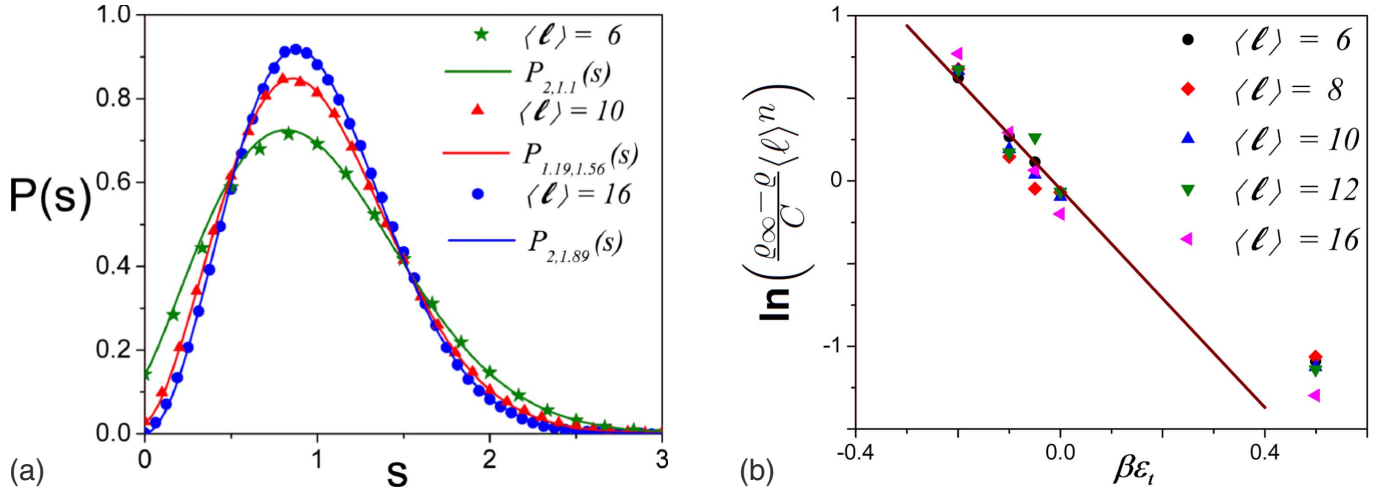 1.0
0.8
0.6
0.4
0.2
0.0
P(s)
0 1 2 3
s
⟨ℓ⟩ = 6
P2,1.1(s)
⟨ℓ⟩ = 10
P1.19,1.56(s)
⟨ℓ⟩ = 16
P2,1.89(s)
(a)
1
0
-1
ln(ϱ∞−ϱ/C ⟨ℓ⟩n)
-0.4 0.0 0.4
βεt
⟨ℓ⟩ = 6
⟨ℓ⟩ = 8
⟨ℓ⟩ = 10
⟨ℓ⟩ = 12
⟨ℓ⟩ = 16
(b)